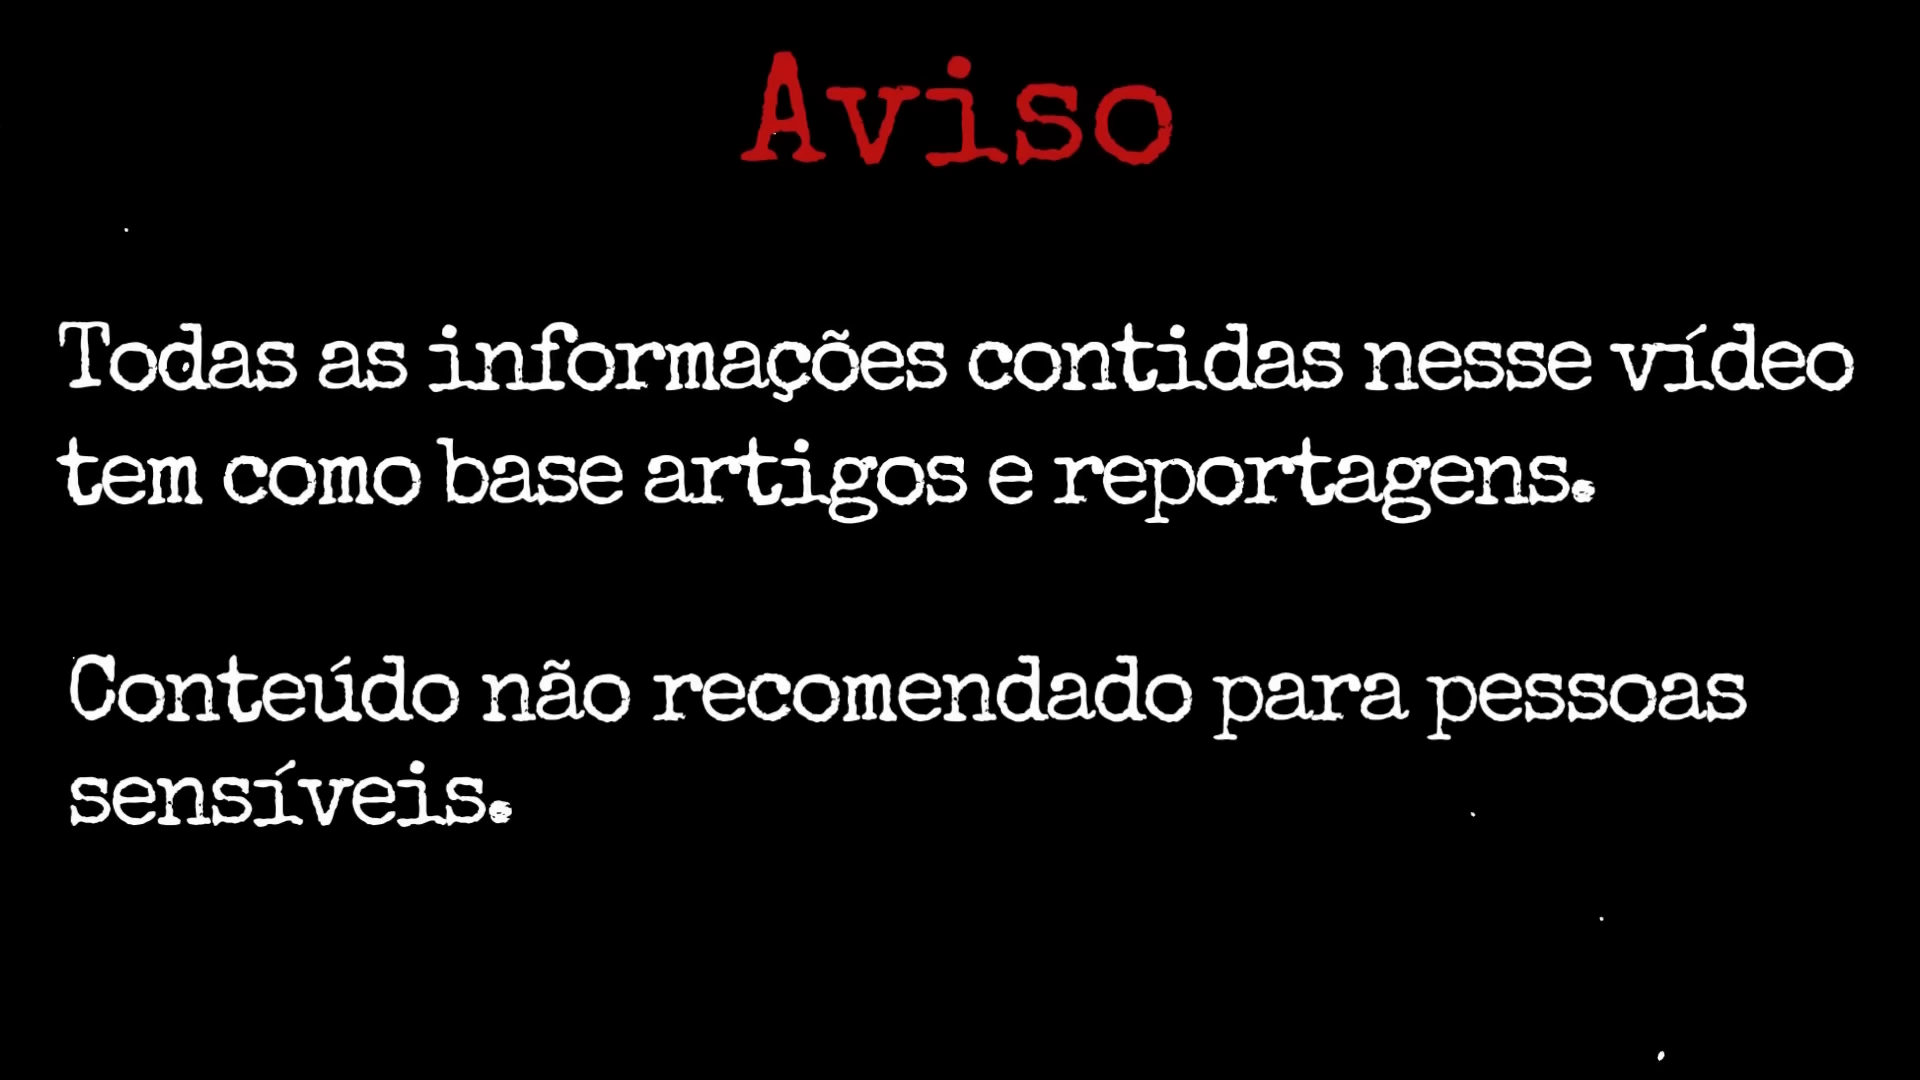 Aviso
Todas as informações contidas nesse vídeo
tem como base artigos e reportagens.
Conteúdo não recomendado para pessoas
sensíveis.